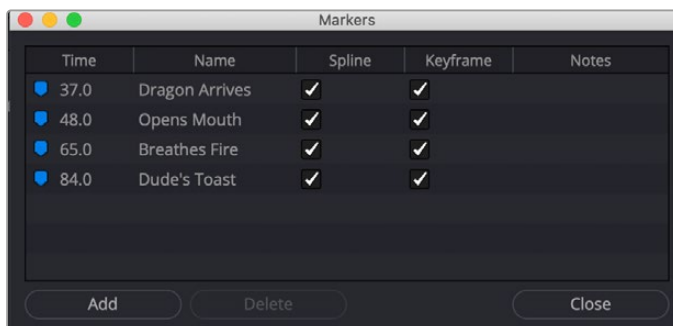 Markers
Time Name Spline Keyframe Notes
37.0 Dragon Arrives
48.0 Opens Mouth
65.0 Breathes Fire
84.0 Dude's Toast
Add Delete Close